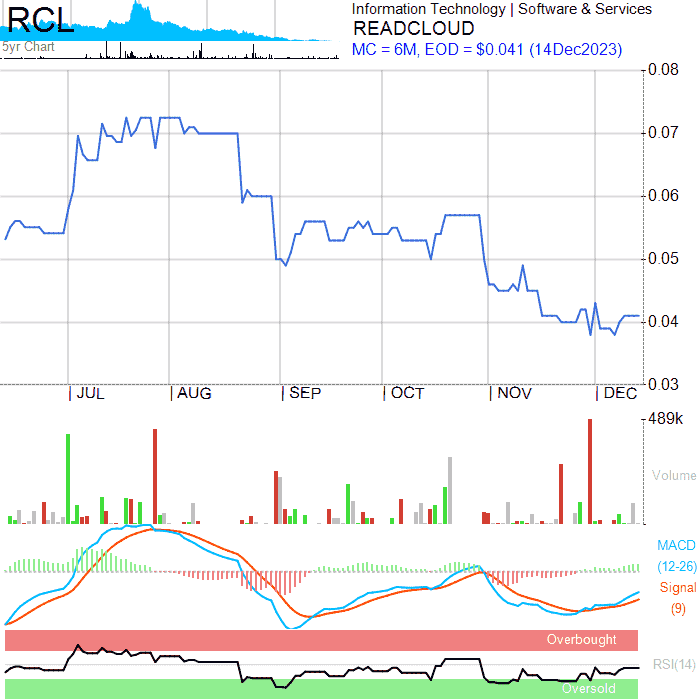 RCL
5yr Chart
Information Technology | Software & Services
READCLOUD
MC = 6M, EOD = $0.041 (14Dec2023)
0.08
0.07
0.06
0.05
0.04
0.03
JUL AUG SEP OCT NOV DEC
489k
Volume
MACD
(12-26)
Signal
(9)
Overbought
RSI(14)
Oversold